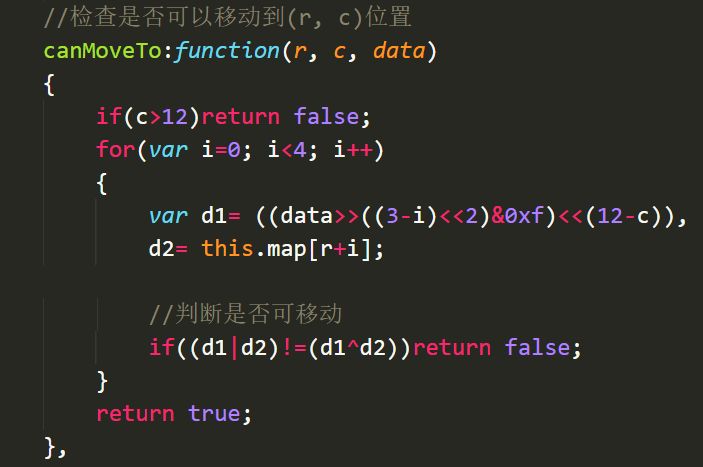 //检查是否可以移动到(r, c)位置
canMoveTo:function(r, c, data)
{
if(c>12)return false;
for(var i=0; i<4; i++)
{
var d1= ((data>>((3-i)<<2)&0xf)<<(12-c)),
d2= this.map[r+i];
//判断是否可移动
if((d1|d2)!=(d1^d2))return false;
}
return true;
},